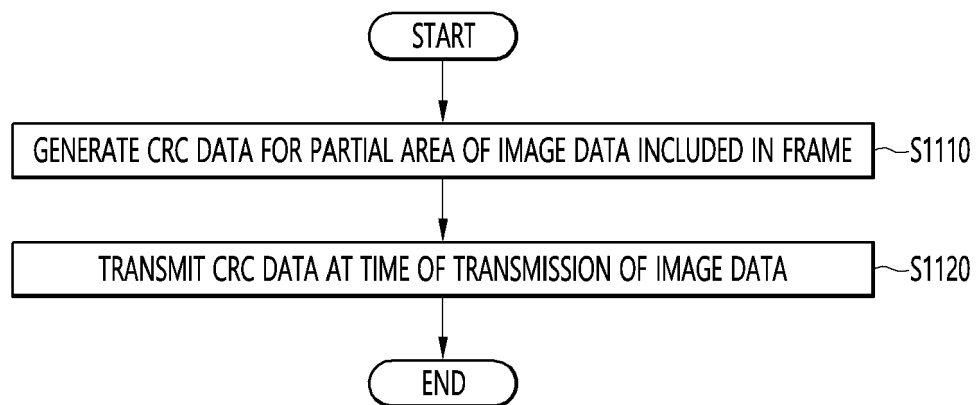 START
GENERATE CRC DATA FOR PARTIAL AREA OF IMAGE DATA INCLUDED IN FRAME
S1110
TRANSMIT CRC DATA AT TIME OF TRANSMISSION OF IMAGE DATA
S1120
END